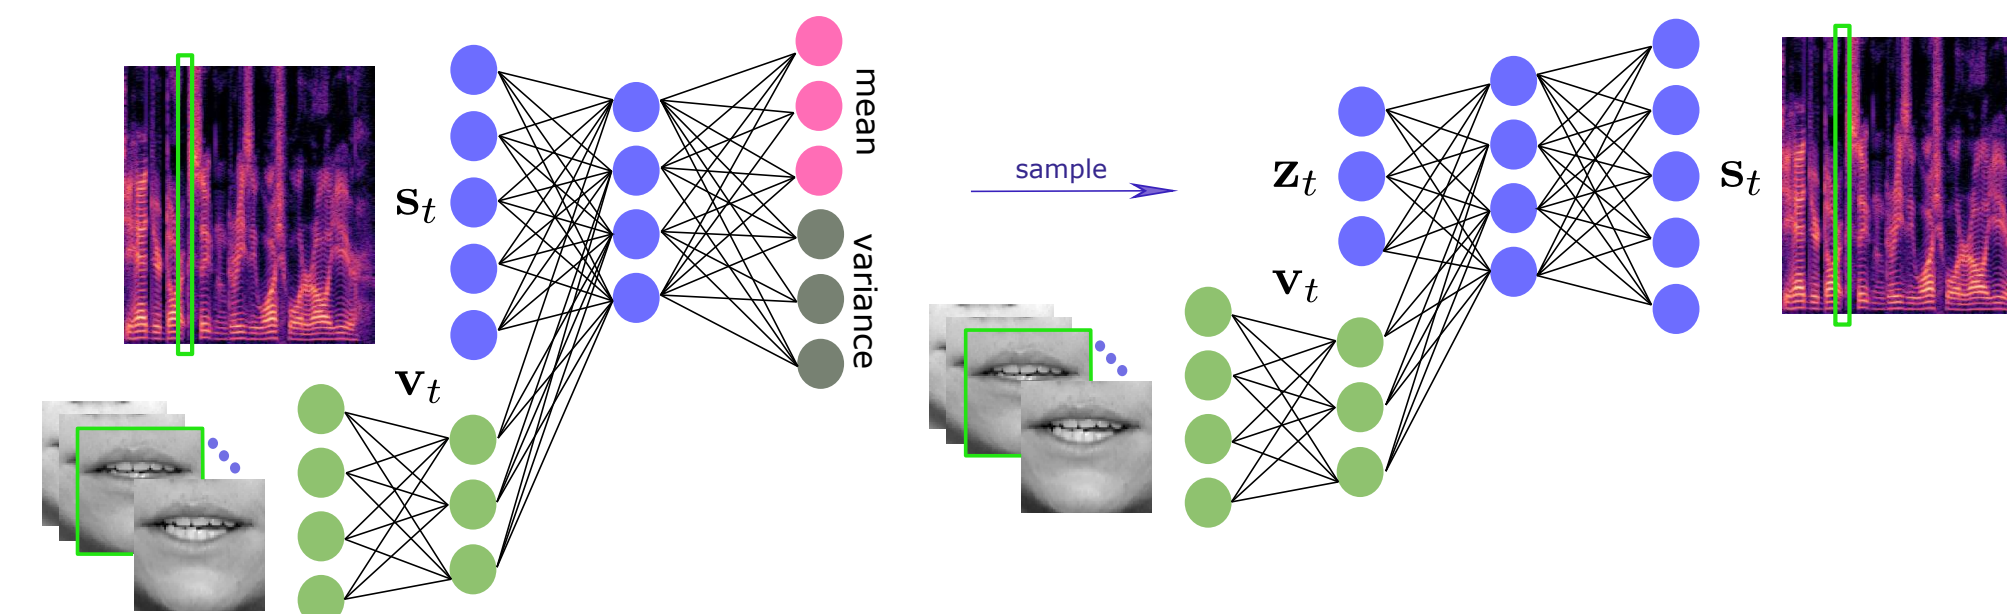 s_t
v_t
mean
variance
sample
z_t
v_t
s_t